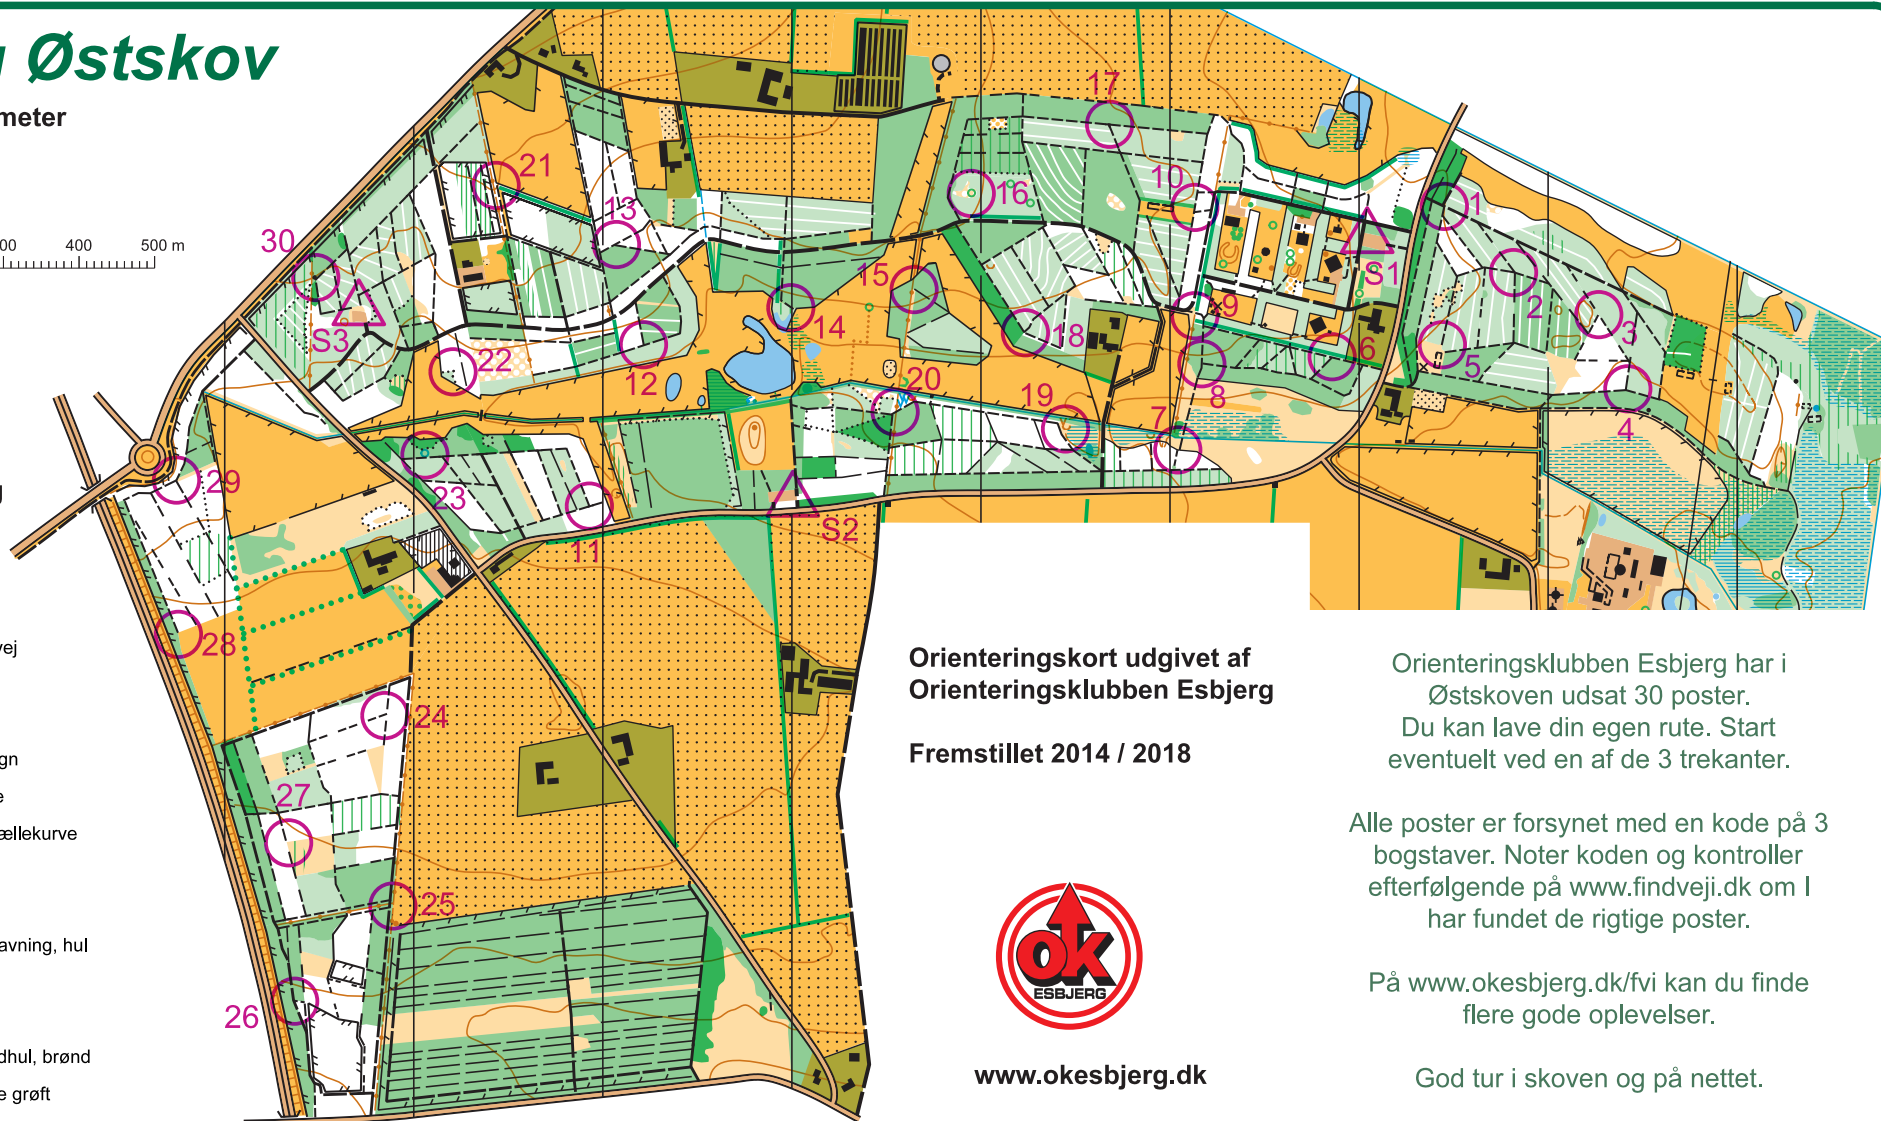 Østskov
meter
400
500 m
17
21
10
16
13
1
30
S1
15
2
9
14
3
S3
18
22
6
5
12
20
8
19
7
4
29
23
S2
11
28
24
27
25
26
vej
avning, hul
dhul, brønd
e grøft
Orienteringskort udgivet af
Orienteringsklubben Esbjerg
Fremstillet 2014 / 2018
OK
ESBJERG
www.okesbjerg.dk
Orienteringsklubben Esbjerg har i
Østskoven udsat 30 poster.
Du kan lave din egen rute. Start
eventuelt ved en af de 3 trekanter.
Alle poster er forsynet med en kode på 3
bogstaver. Noter koden og kontroller
efterfølgende på www.findveji.dk om I
har fundet de rigtige poster.
På www.okesbjerg.dk/fvi kan du finde
flere gode oplevelser.
God tur i skoven og på nettet.